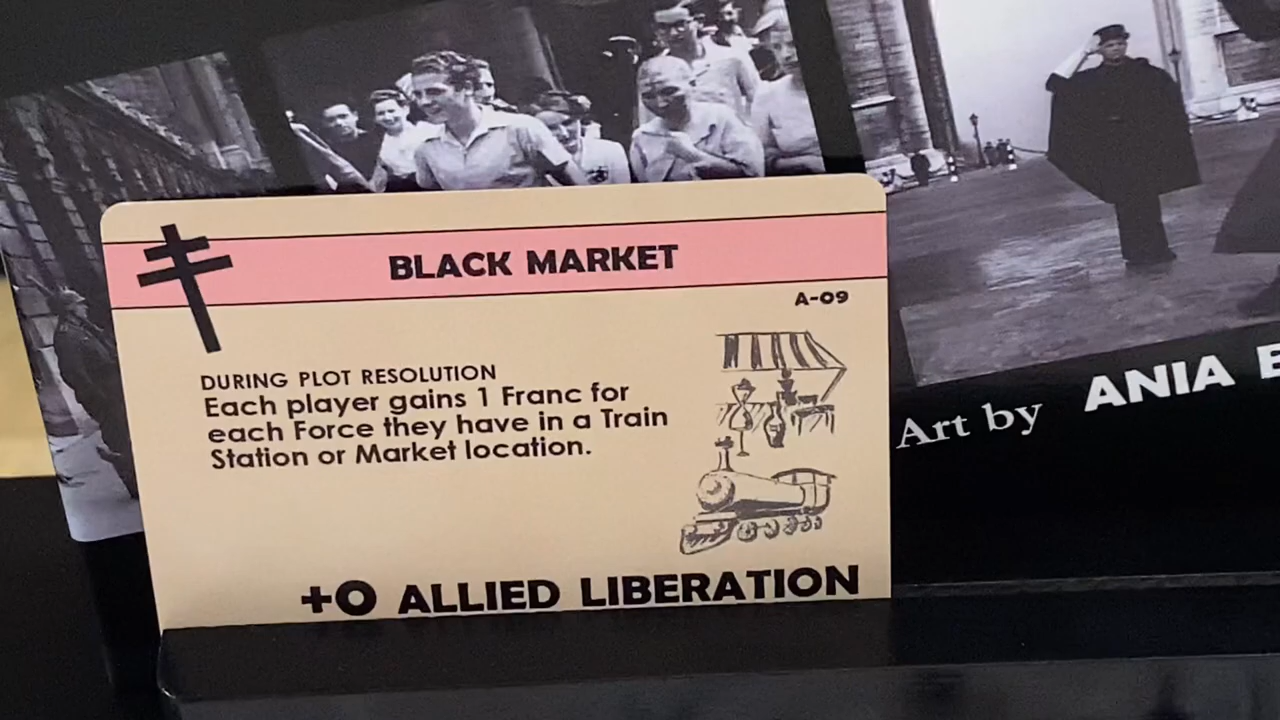 BLACK MARKET
A-09
DURING PLOT RESOLUTION
Each player gains 1 Franc for
each Force they have in a Train
Station or Market location.
+0 ALLIED LIBERATION
Art by ANIA